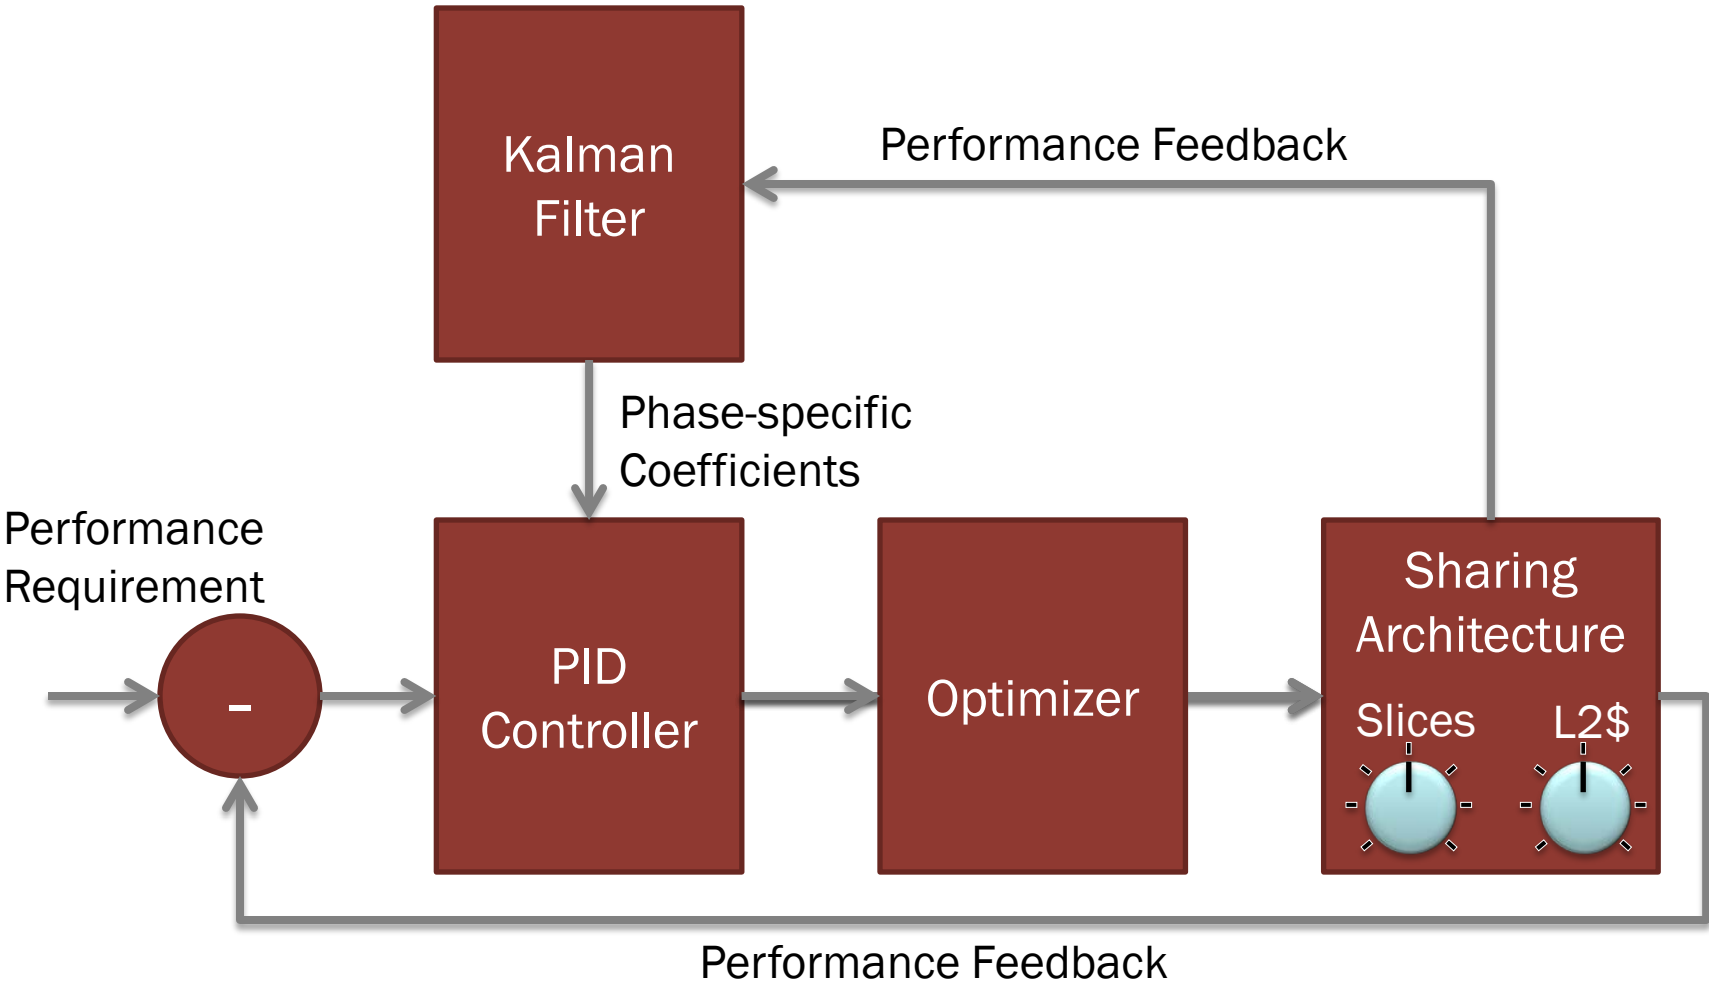 Kalman
Filter
Performance Feedback
Phase-specific
Coefficients
Performance
Requirement
-
PID
Controller
Optimizer
Sharing
Architecture
Slices
L2$
Performance Feedback